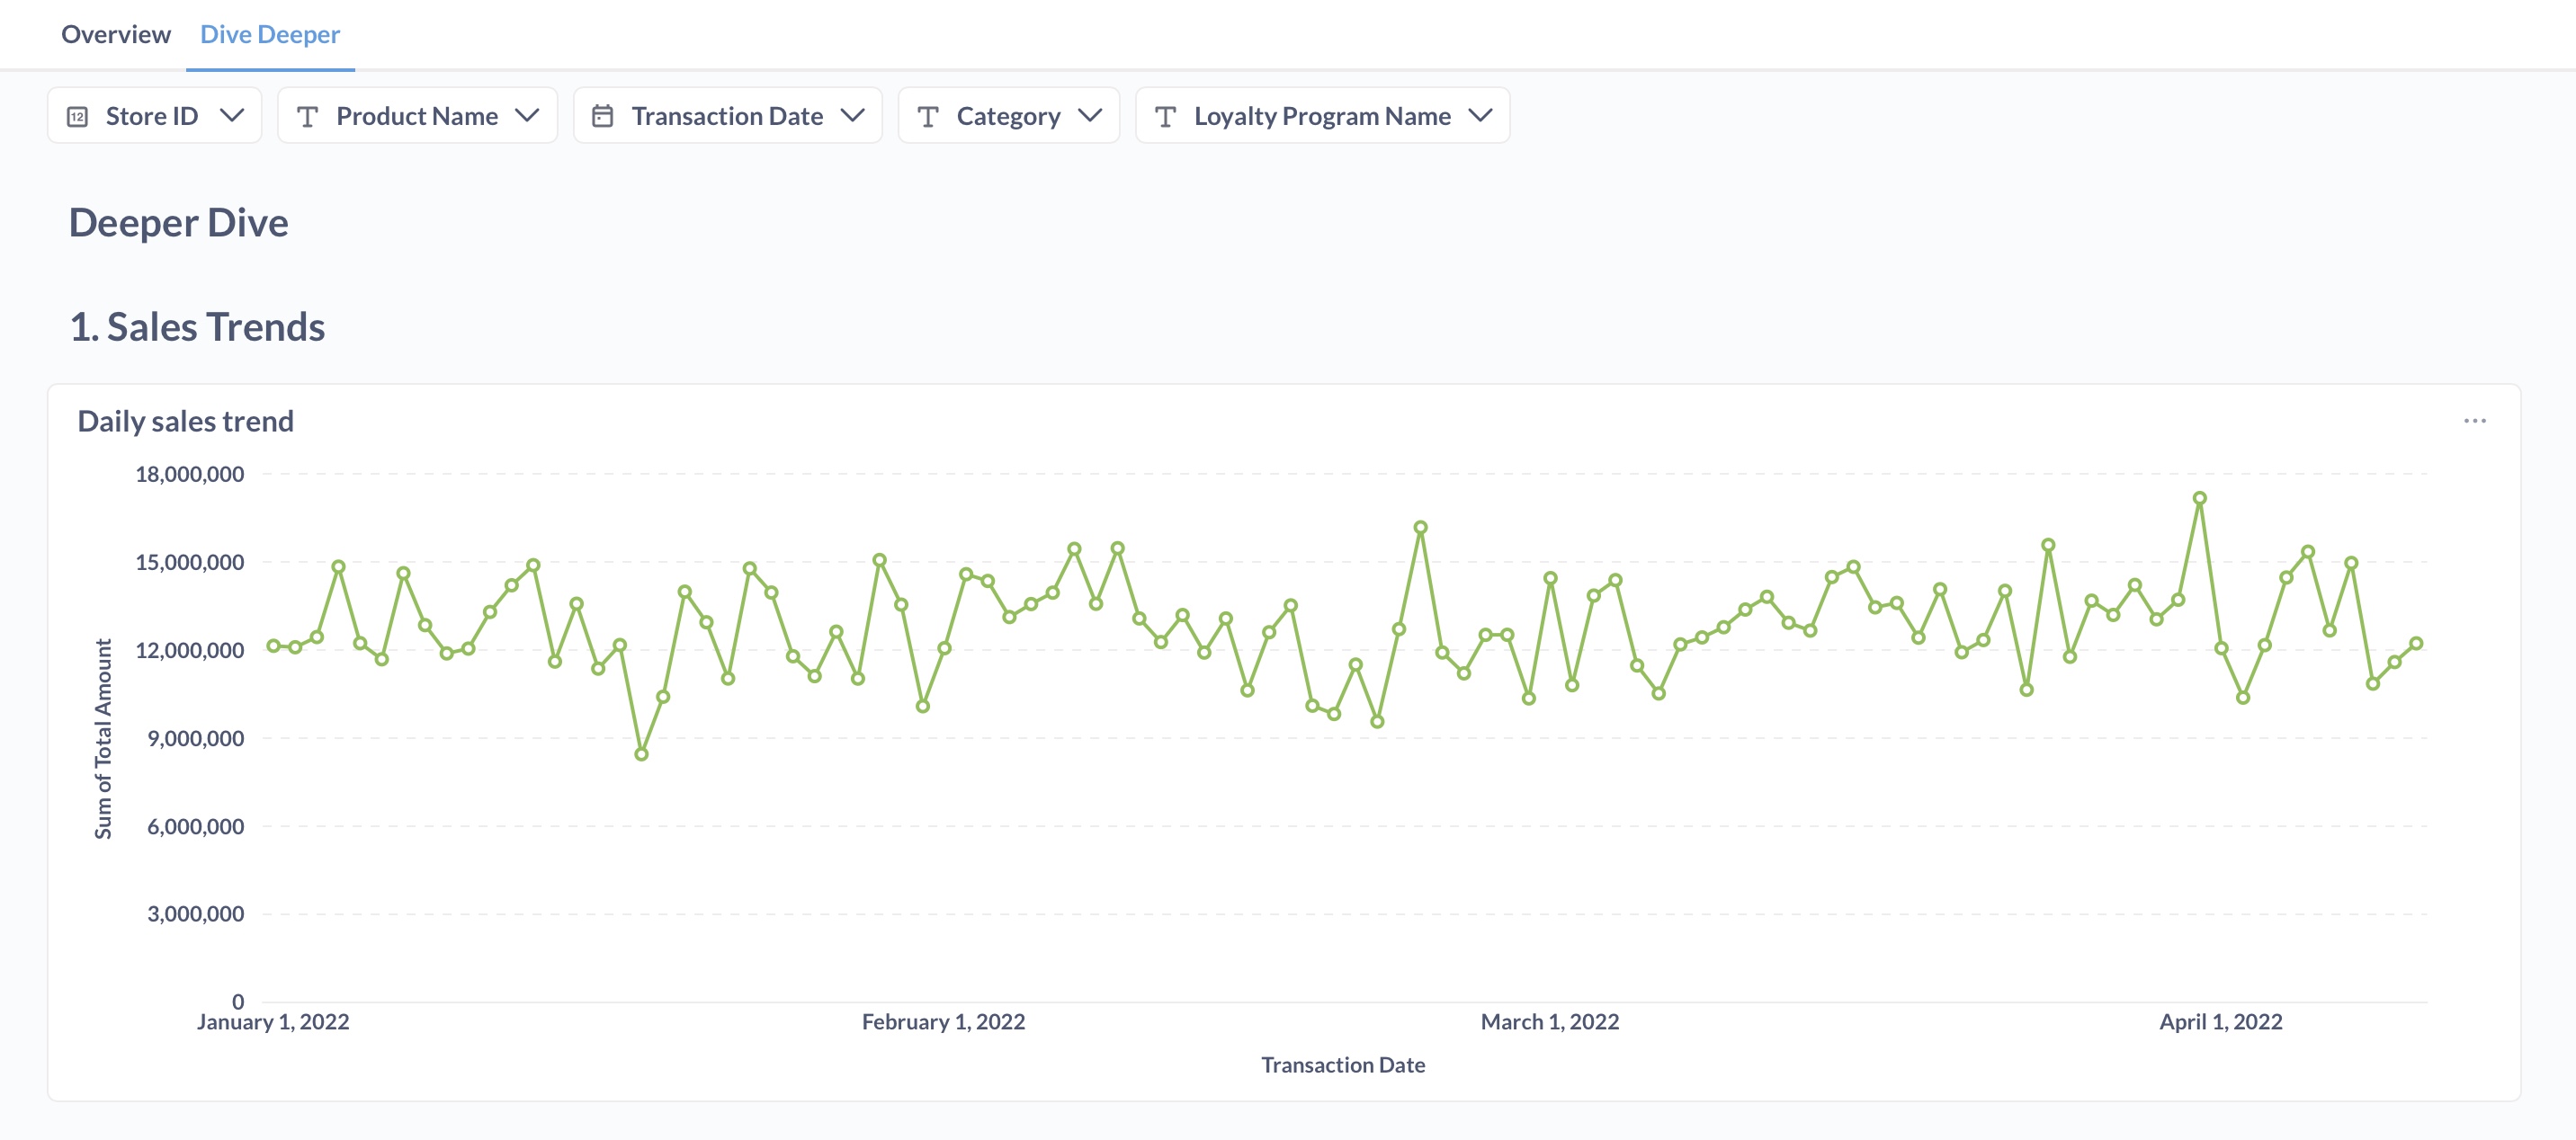 Overview Dive Deeper
12 Store ID Product Name Transaction Date Category Loyalty Program Name
Deeper Dive
1. Sales Trends
Daily sales trend
18,000,000
15,000,000
12,000,000
9,000,000
6,000,000
3,000,000
0
Sum of Total Amount
January 1, 2022 February 1, 2022 March 1, 2022 April 1, 2022
Transaction Date